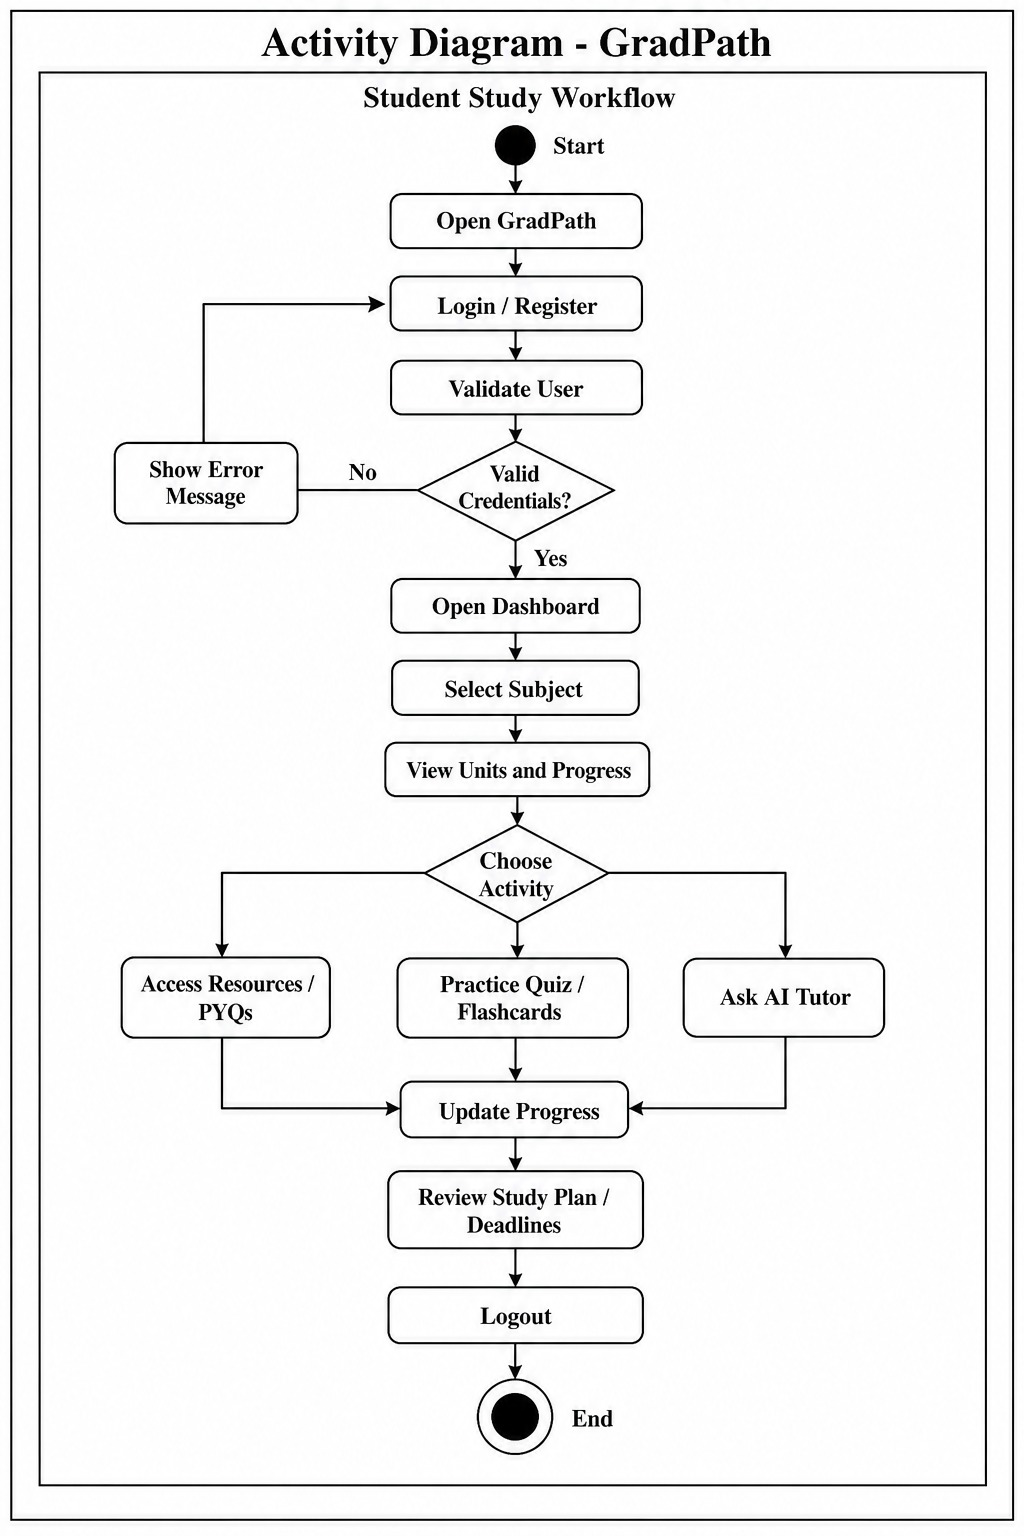 Activity Diagram - GradPath
Student Study Workflow
Start
Open GradPath
Login / Register
Validate User
Valid
Credentials?
No
Show Error
Message
Yes
Open Dashboard
Select Subject
View Units and Progress
Choose
Activity
Access Resources /
PYQs
Practice Quiz /
Flashcards
Ask AI Tutor
Update Progress
Review Study Plan /
Deadlines
Logout
End